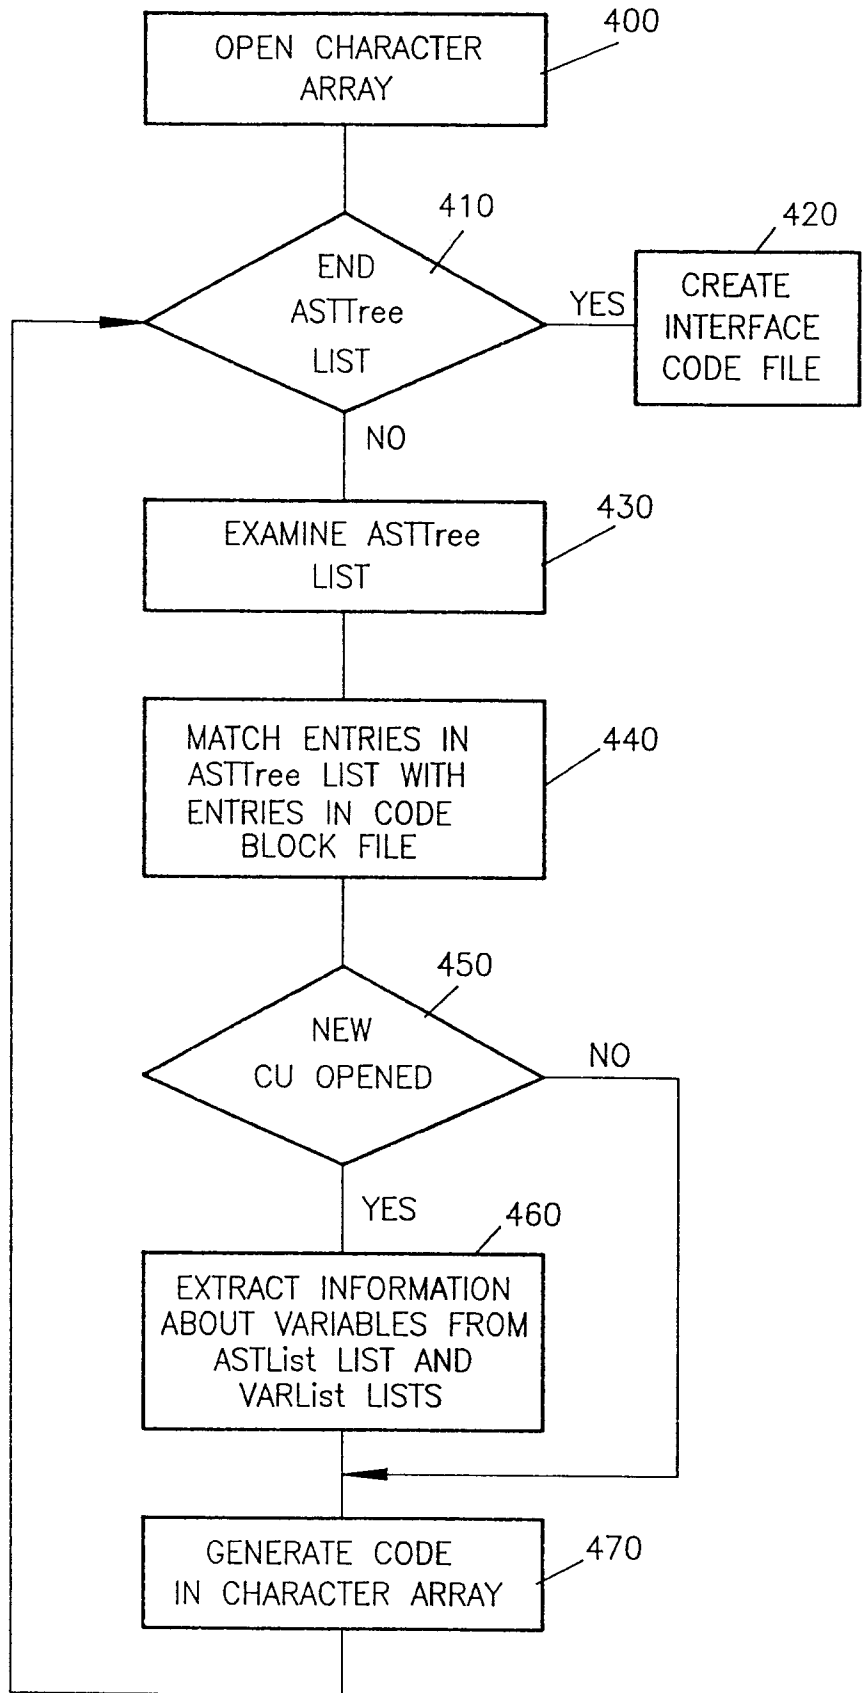 400
OPEN CHARACTER
ARRAY
410
END
ASTTree
LIST
YES
420
CREATE
INTERFACE
CODE FILE
NO
430
EXAMINE ASTTree
LIST
440
MATCH ENTRIES IN
ASTTree LIST WITH
ENTRIES IN CODE
BLOCK FILE
450
NEW
CU OPENED
NO
YES
460
EXTRACT INFORMATION
ABOUT VARIABLES FROM
ASTList LIST AND
VARList LISTS
470
GENERATE CODE
IN CHARACTER ARRAY